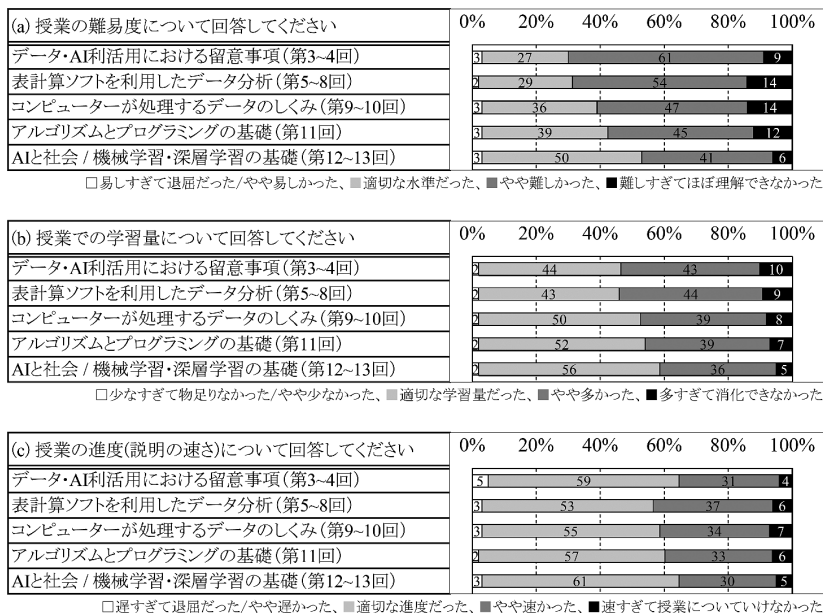 (a) 授業の難易度について回答してください 0% 20% 40% 60% 80% 100%
データ・AI利活用における留意事項(第3~4回) 3 27 61 9
表計算ソフトを利用したデータ分析(第5~8回) 2 29 54 14
コンピューターが処理するデータのしくみ(第9~10回) 3 36 47 14
アルゴリズムとプログラミングの基礎(第11回) 3 39 45 12
AIと社会 / 機械学習・深層学習の基礎(第12~13回) 3 50 41 6
□易しすぎて退屈だった/やや易しかった、■適切な水準だった、■やや難しかった、■難しすぎてほぼ理解できなかった
(b) 授業での学習量について回答してください 0% 20% 40% 60% 80% 100%
データ・AI利活用における留意事項(第3~4回) 2 44 43 10
表計算ソフトを利用したデータ分析(第5~8回) 2 43 44 9
コンピューターが処理するデータのしくみ(第9~10回) 2 50 39 8
アルゴリズムとプログラミングの基礎(第11回) 2 52 39 7
AIと社会 / 機械学習・深層学習の基礎(第12~13回) 2 56 36 5
□少なすぎて物足りなかった/やや少なかった、■適切な学習量だった、■やや多かった、■多すぎて消化できなかった
(c) 授業の進度(説明の速さ)について回答してください 0% 20% 40% 60% 80% 100%
データ・AI利活用における留意事項(第3~4回) 5 59 31 4
表計算ソフトを利用したデータ分析(第5~8回) 3 53 37 6
コンピューターが処理するデータのしくみ(第9~10回) 3 55 34 7
アルゴリズムとプログラミングの基礎(第11回) 2 57 33 6
AIと社会 / 機械学習・深層学習の基礎(第12~13回) 3 61 30 5
□遅すぎて退屈だった/やや遅かった、■適切な進度だった、■やや速かった、■速すぎて授業についていけなかった